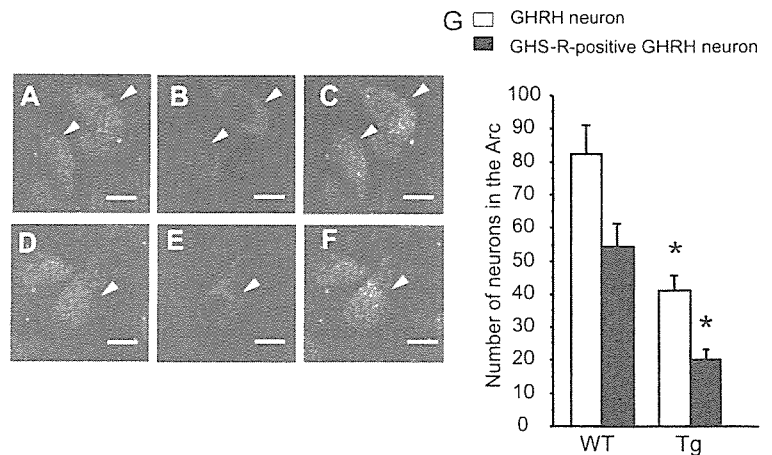 G
GHRH neuron
GHS-R-positive GHRH neuron
A
B
C
D
E
F
Number of neurons in the Arc
100
90
80
70
60
50
40
30
20
10
0
*
*
WT
Tg